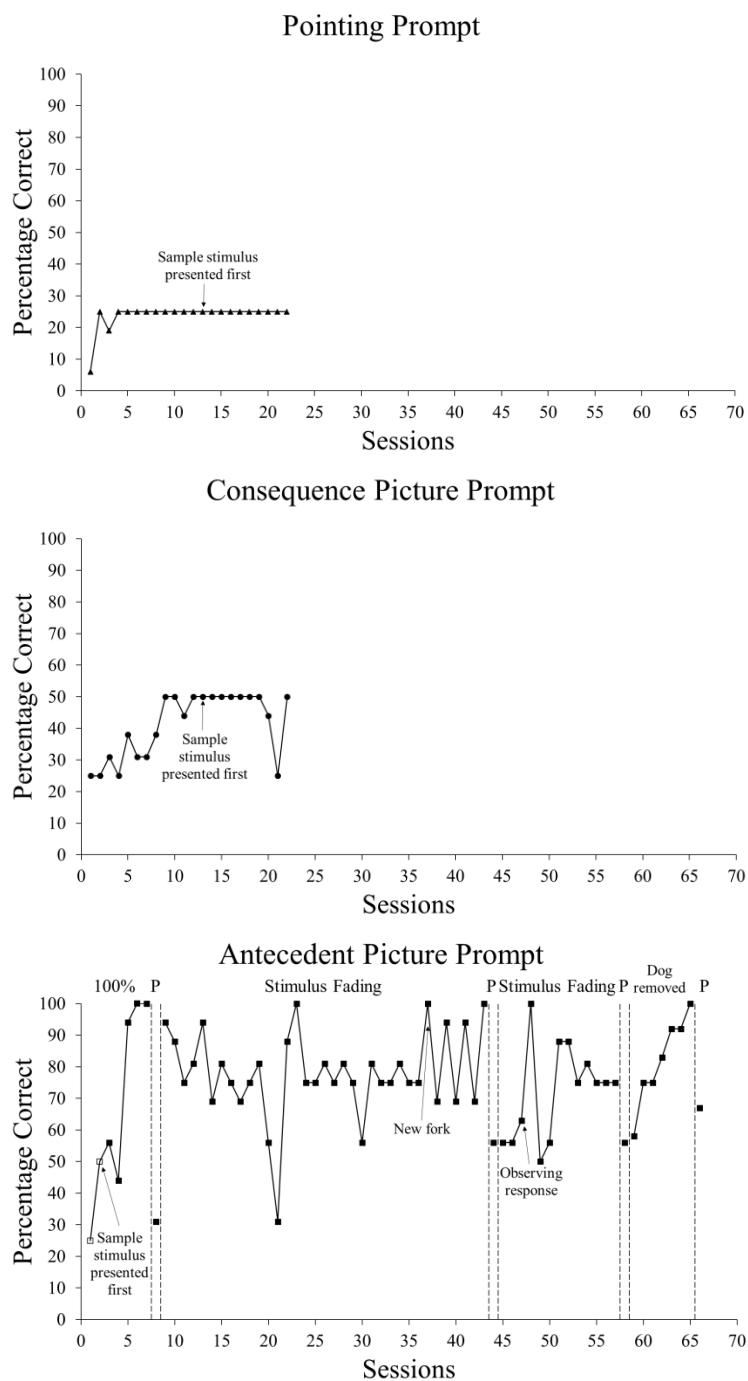 Pointing Prompt
100
90
80
70
60
50
40
30
20
10
0
Percentage Correct
Sample stimulus
presented first
0 5 10 15 20 25 30 35 40 45 50 55 60 65 70
Sessions
Consequence Picture Prompt
100
90
80
70
60
50
40
30
20
10
0
Percentage Correct
Sample
stimulus
presented first
0 5 10 15 20 25 30 35 40 45 50 55 60 65 70
Sessions
Antecedent Picture Prompt
100% P Stimulus Fading P Stimulus Fading P Dog P
removed
100
90
80
70
60
50
40
30
20
10
0
Percentage Correct
New fork
Observing
response
Sample
stimulus
presented
first
0 5 10 15 20 25 30 35 40 45 50 55 60 65 70
Sessions